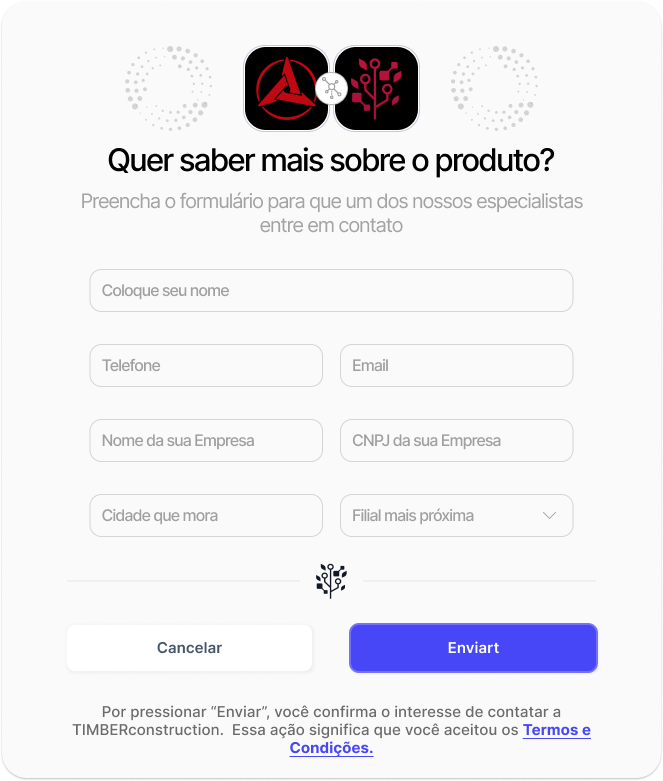 Quer saber mais sobre o produto?
Preencha o formulário para que um dos nossos especialistas
entre em contato
Coloque seu nome
Telefone
Email
Nome da sua Empresa
CNPJ da sua Empresa
Cidade que mora
Filial mais próxima
Cancelar
Enviart
Por pressionar “Enviar”, você confirma o interesse de contatar a
TIMBERconstruction.  Essa ação significa que você aceitou os Termos e
Condições.